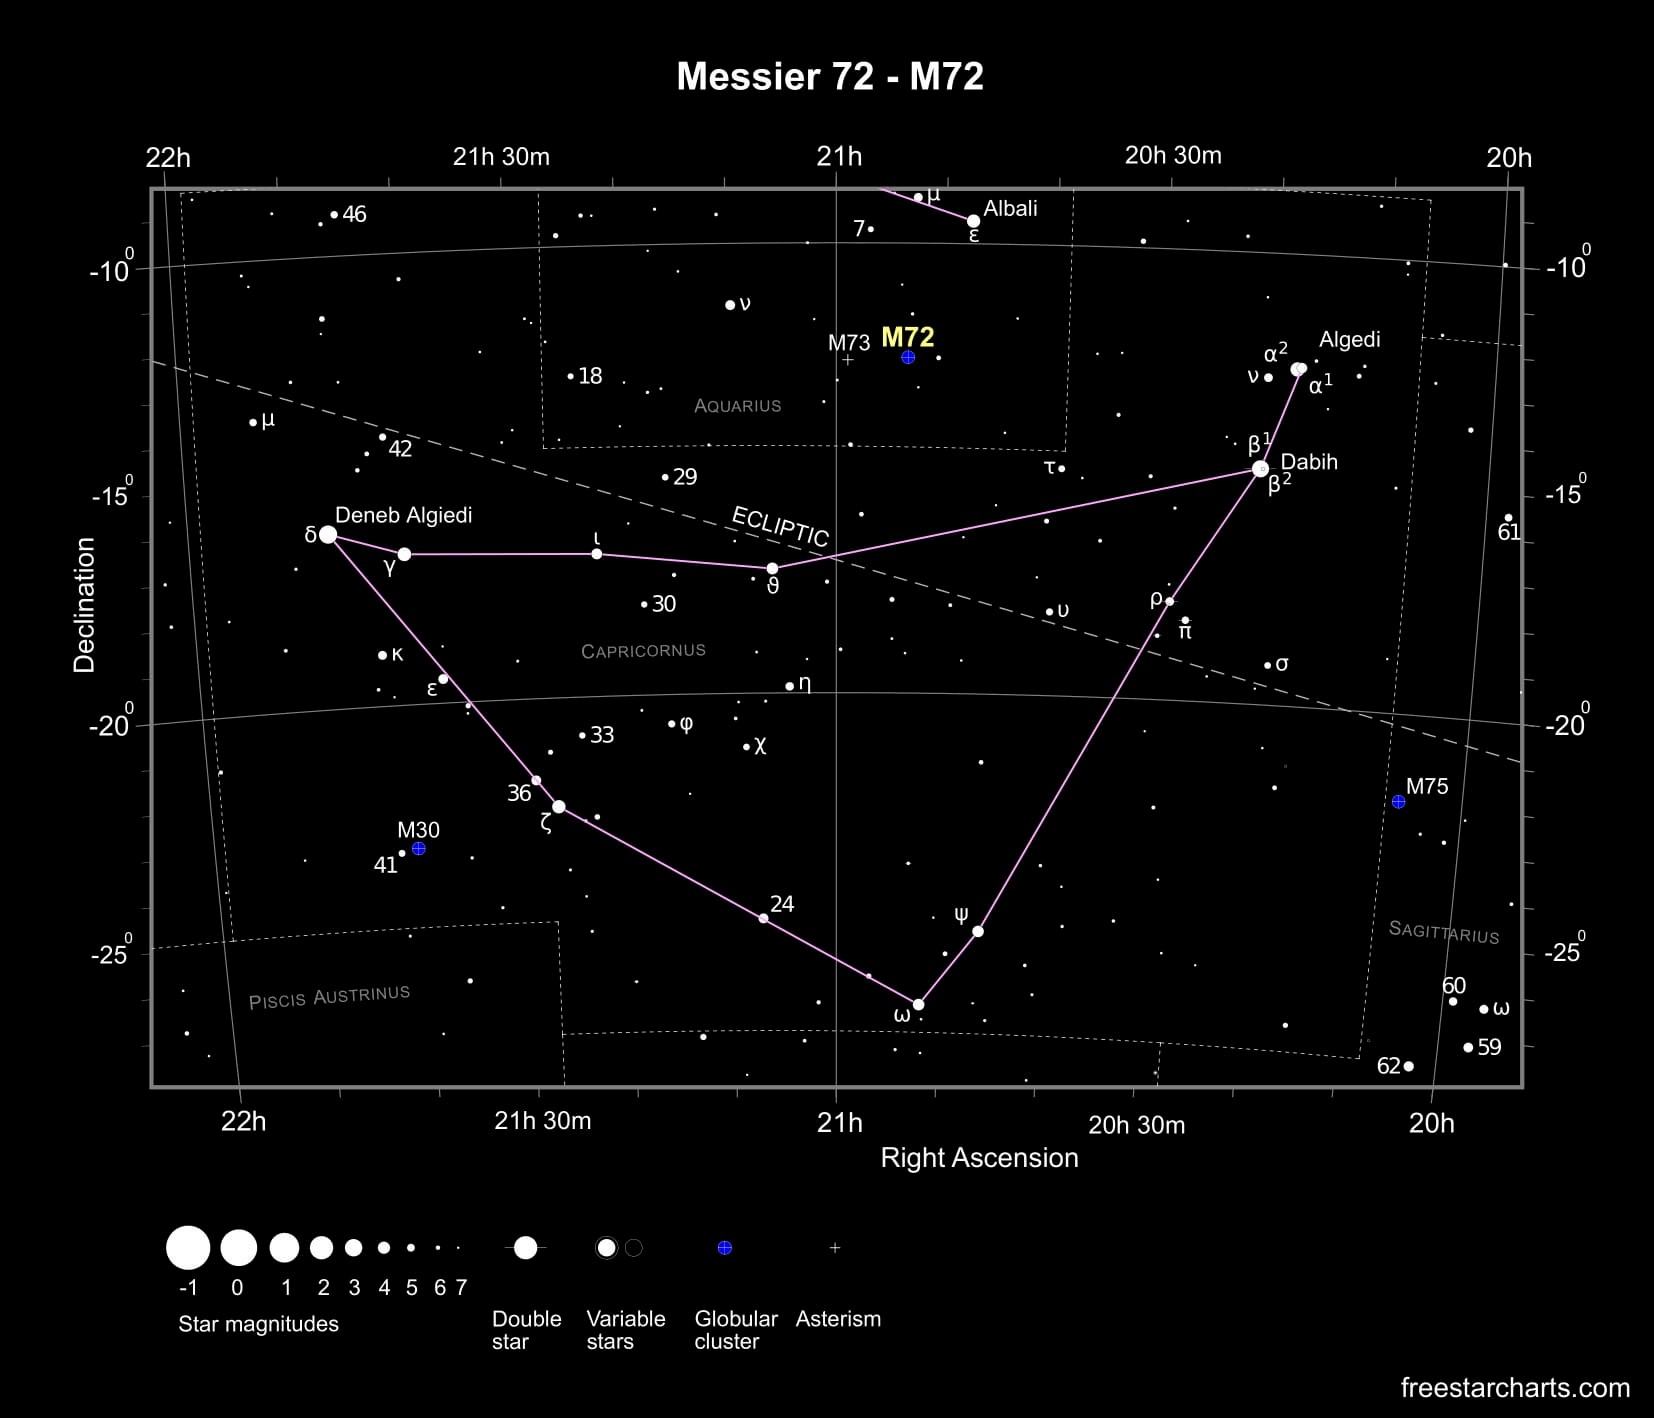 Messier 72 - M72
22h 21h 30m 21h 20h 30m 20h
μ
46 Albali
7 ε
-10⁰ -10⁰
ν
M72
M73 Algedi
α²
18 ν
α¹
AQUARIUS
μ
42 β¹
τ Dabih
29 β²
-15⁰ -15⁰
Deneb Algiedi
ECLIPTIC
δ 61
ι
γ
ϑ
30 υ ρ
π
κ CAPRICORNUS
σ
ε η
-20⁰ -20⁰
φ
33 χ
M75
36
ζ
M30
41
24
ψ
SAGITTARIUS
-25⁰ -25⁰
60
PISCIS AUSTRINUS
ω ω
59
62
Declination
22h 21h 30m 21h 20h 30m 20h
Right Ascension
-1 0 1 2 3 4 5 6 7
Star magnitudes
Double
star
Variable
stars
Globular
cluster
Asterism
freestarcharts.com